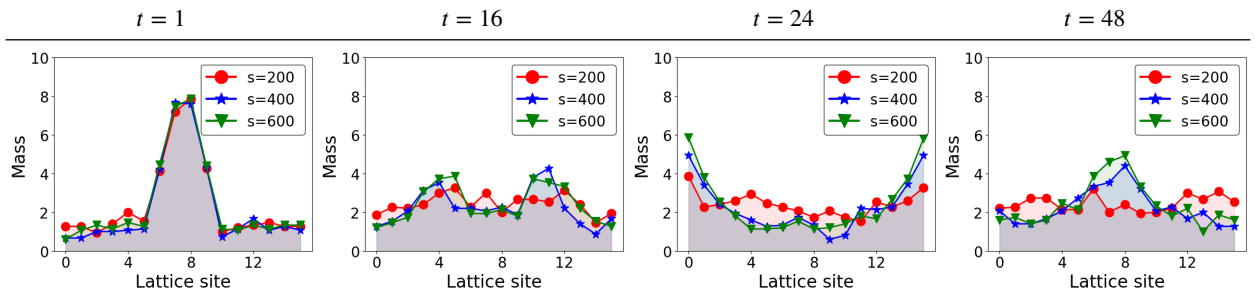 t = 1
t = 16
t = 24
t = 48
10
8
6
4
2
0
Mass
0 4 8 12
Lattice site
s=200
s=400
s=600
10
8
6
4
2
0
Mass
0 4 8 12
Lattice site
s=200
s=400
s=600
10
8
6
4
2
0
Mass
0 4 8 12
Lattice site
s=200
s=400
s=600
10
8
6
4
2
0
Mass
0 4 8 12
Lattice site
s=200
s=400
s=600